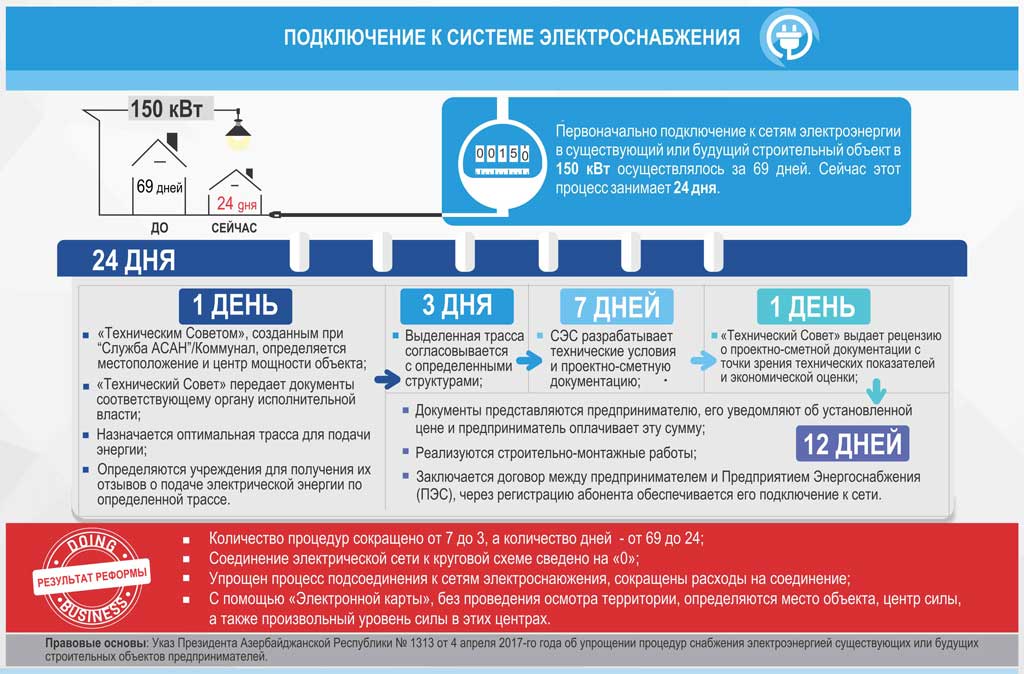 ПОДКЛЮЧЕНИЕ К СИСТЕМЕ ЭЛЕКТРОСНАБЖЕНИЯ
150 кВт
69 дней
24 gня
ДО
СЕЙЧАС
00150
Первоначально подключение к сетям электроэнергии
в существующий или будущий строительный объект в
150 кВт осуществлялось за 69 дней. Сейчас этот
процесс занимает 24 дня.
24 ДНЯ
1 ДЕНЬ
«Техническим Советом», созданным при
“Служба АСАН”/Коммунал, определяется
местоположение и центр мощности объекта;
«Технический Совет» передает документы
соответствующему органу исполнительной
власти;
Назначается оптимальная трасса для подачи
энергии;
Определяются учреждения для получения их
отзывов о подаче электрической энергии по
определенной трассе.
3 ДНЯ
Выделенная трасса
согласовывается
с определенными
структурами;
7 ДНЕЙ
СЭС разрабатывает
технические условия
и проектно-сметную
документацию;
1 ДЕНЬ
«Технический Совет» выдает рецензию
о проектно-сметной документации с
точки зрения технических показателей
и экономической оценки;
Документы представляются предпринимателю, его уведомляют об установленной
цене и предприниматель оплачивает эту сумму;
12 ДНЕЙ
Реализуются строительно-монтажные работы;
Заключается договор между предпринимателем и Предприятием Энергоснабжения
(ПЭС), через регистрацию абонента обеспечивается его подключение к сети.
DOING
РЕЗУЛЬТАТ РЕФОРМЫ
BUSINESS
Количество процедур сокращено от 7 до 3, а количество дней - от 69 до 24;
Соединение электрической сети к круговой схеме сведено на «0»;
Упрощен процесс подсоединения к сетям электроснаюжения, сокращены расходы на соединение;
С помощью «Электронной карты», без проведения осмотра территории, определяются место объекта, центр силы,
а также произвольный уровень силы в этих центрах.
Правовые основы: Указ Президента Азербайджанской Республики № 1313 от 4 апреля 2017-го года об упрощении процедур снабжения электроэнергией существующих или будущих
строительных объектов предпринимателей.